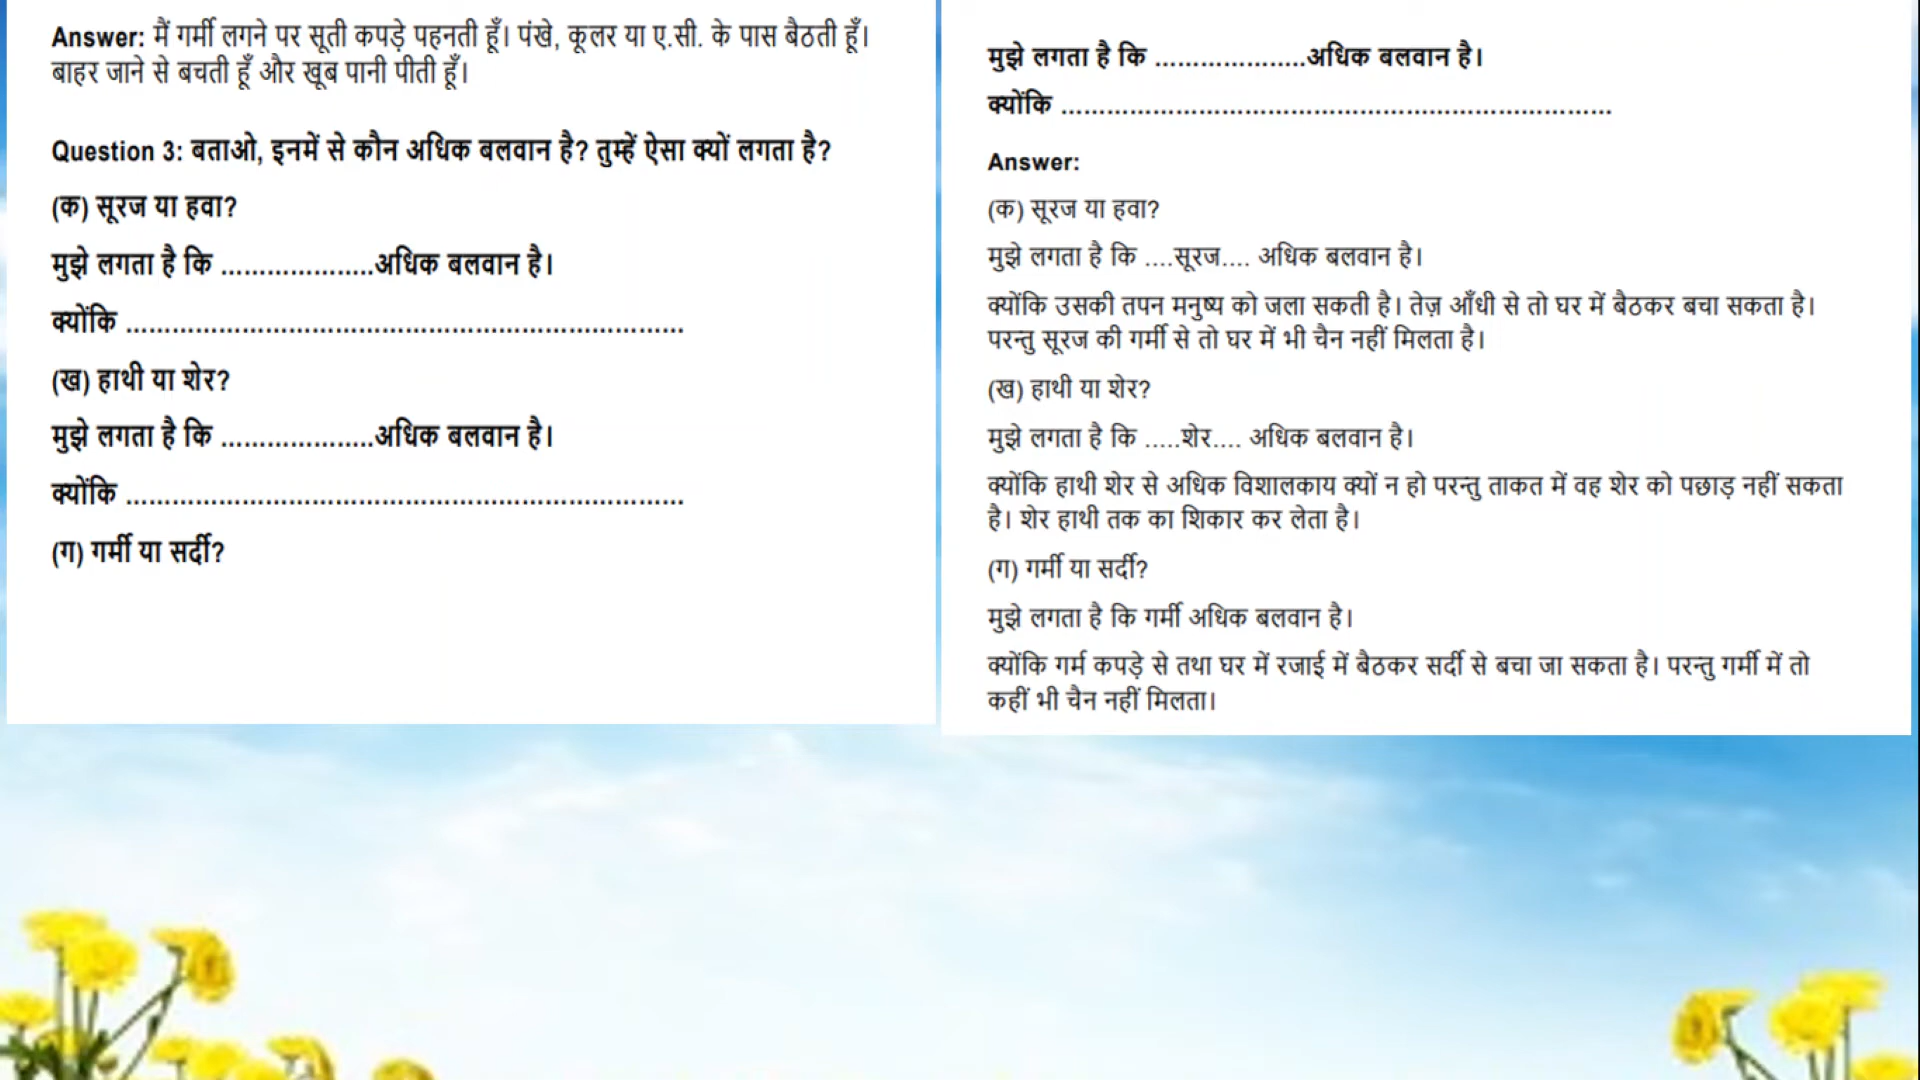 Answer: मैं गर्मी लगने पर सूती कपड़े पहनती हूँ। पंखे, कूलर या ए.सी. के पास बैठती हूँ।
बाहर जाने से बचती हूँ और खूब पानी पीती हूँ।
Question 3: बताओ, इनमें से कौन अधिक बलवान है? तुम्हें ऐसा क्यों लगता है?
(क) सूरज या हवा?
मुझे लगता है कि ....................अधिक बलवान है।
क्योंकि ........................................................................
(ख) हाथी या शेर?
मुझे लगता है कि ....................अधिक बलवान है।
क्योंकि ........................................................................
(ग) गर्मी या सर्दी?
मुझे लगता है कि ....................अधिक बलवान है।
क्योंकि .......................................................................
Answer:
(क) सूरज या हवा?
मुझे लगता है कि ....सूरज.... अधिक बलवान है।
क्योंकि उसकी तपन मनुष्य को जला सकती है। तेज़ आँधी से तो घर में बैठकर बचा सकता है।
परन्तु सूरज की गर्मी से तो घर में भी चैन नहीं मिलता है।
(ख) हाथी या शेर?
मुझे लगता है कि .....शेर.... अधिक बलवान है।
क्योंकि हाथी शेर से अधिक विशालकाय क्यों न हो परन्तु ताकत में वह शेर को पछाड़ नहीं सकता
है। शेर हाथी तक का शिकार कर लेता है।
(ग) गर्मी या सर्दी?
मुझे लगता है कि गर्मी अधिक बलवान है।
क्योंकि गर्म कपड़े से तथा घर में रजाई में बैठकर सर्दी से बचा जा सकता है। परन्तु गर्मी में तो
कहीं भी चैन नहीं मिलता।